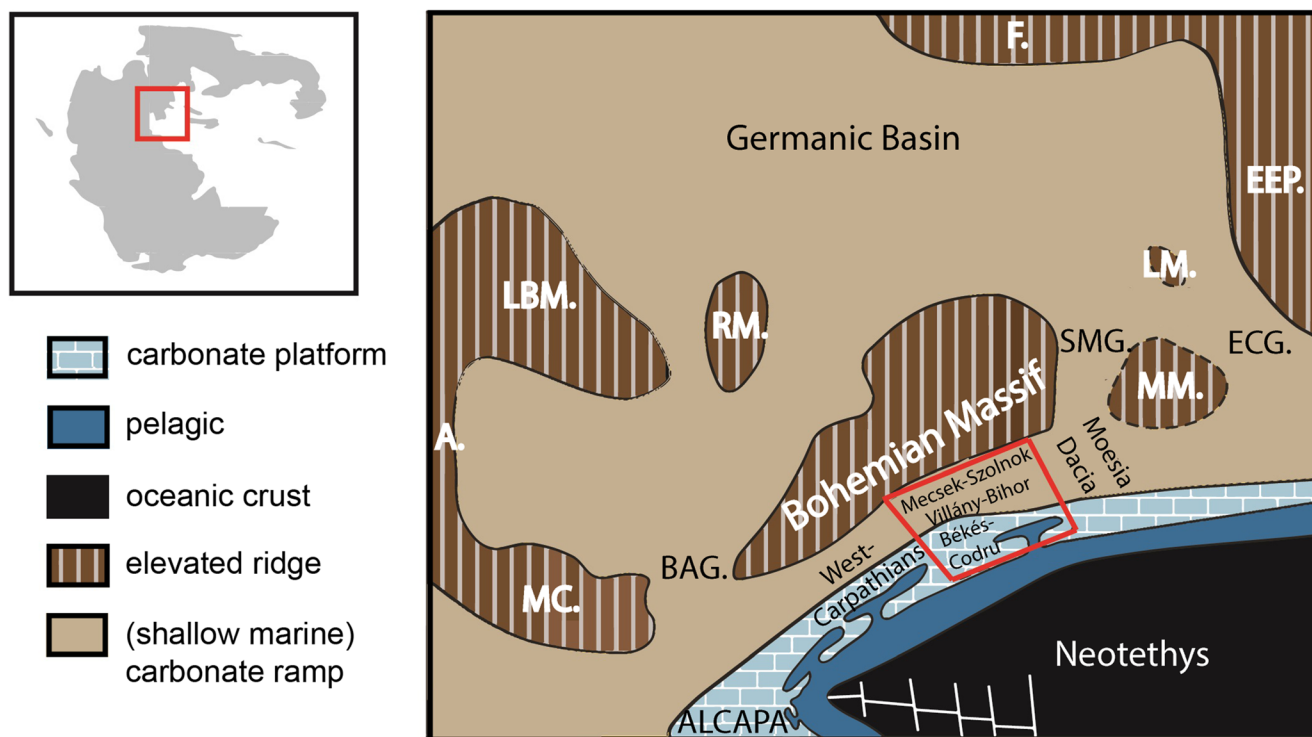 carbonate platform
pelagic
oceanic crust
elevated ridge
(shallow marine)
carbonate ramp
F.
Germanic Basin
EEP.
LM.
LBM.
RM.
SMG.
ECG.
MM.
A.
Bohemian Massif
Moesia
Dacia
Mecsek-Szolnok
Villány-Bihor
Békés-
Codru
BAG.
West-
Carpathians
MC.
Neotethys
ALCAPA